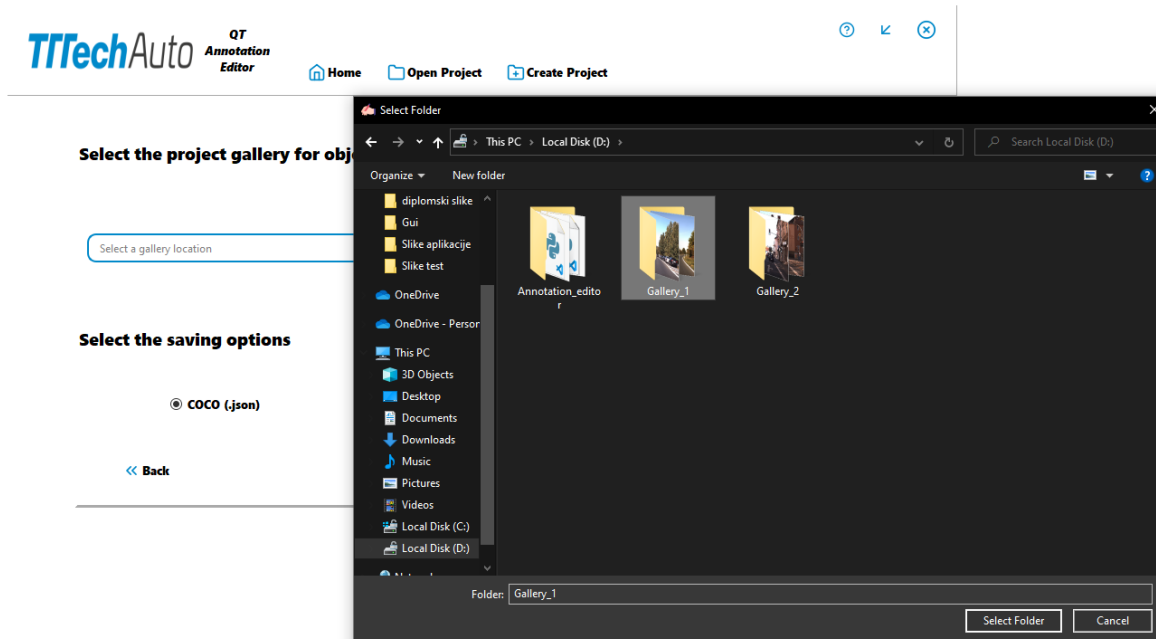 TTTechAuto
QT
Annotation
Editor
Home
Open Project
Create Project
Select the project gallery for obj
Select a gallery location
Select the saving options
COCO (.json)
Back
Select Folder
This PC > Local Disk (D:) >
Search Local Disk (D:)
Organize
New folder
diplomski slike
Gui
Slike aplikacije
Slike test
OneDrive
OneDrive - Person
This PC
3D Objects
Desktop
Documents
Downloads
Music
Pictures
Videos
Local Disk (C:)
Local Disk (D:)
Annotation_edito
r
Gallery_1
Gallery_2
Folder:
Gallery_1
Select Folder
Cancel